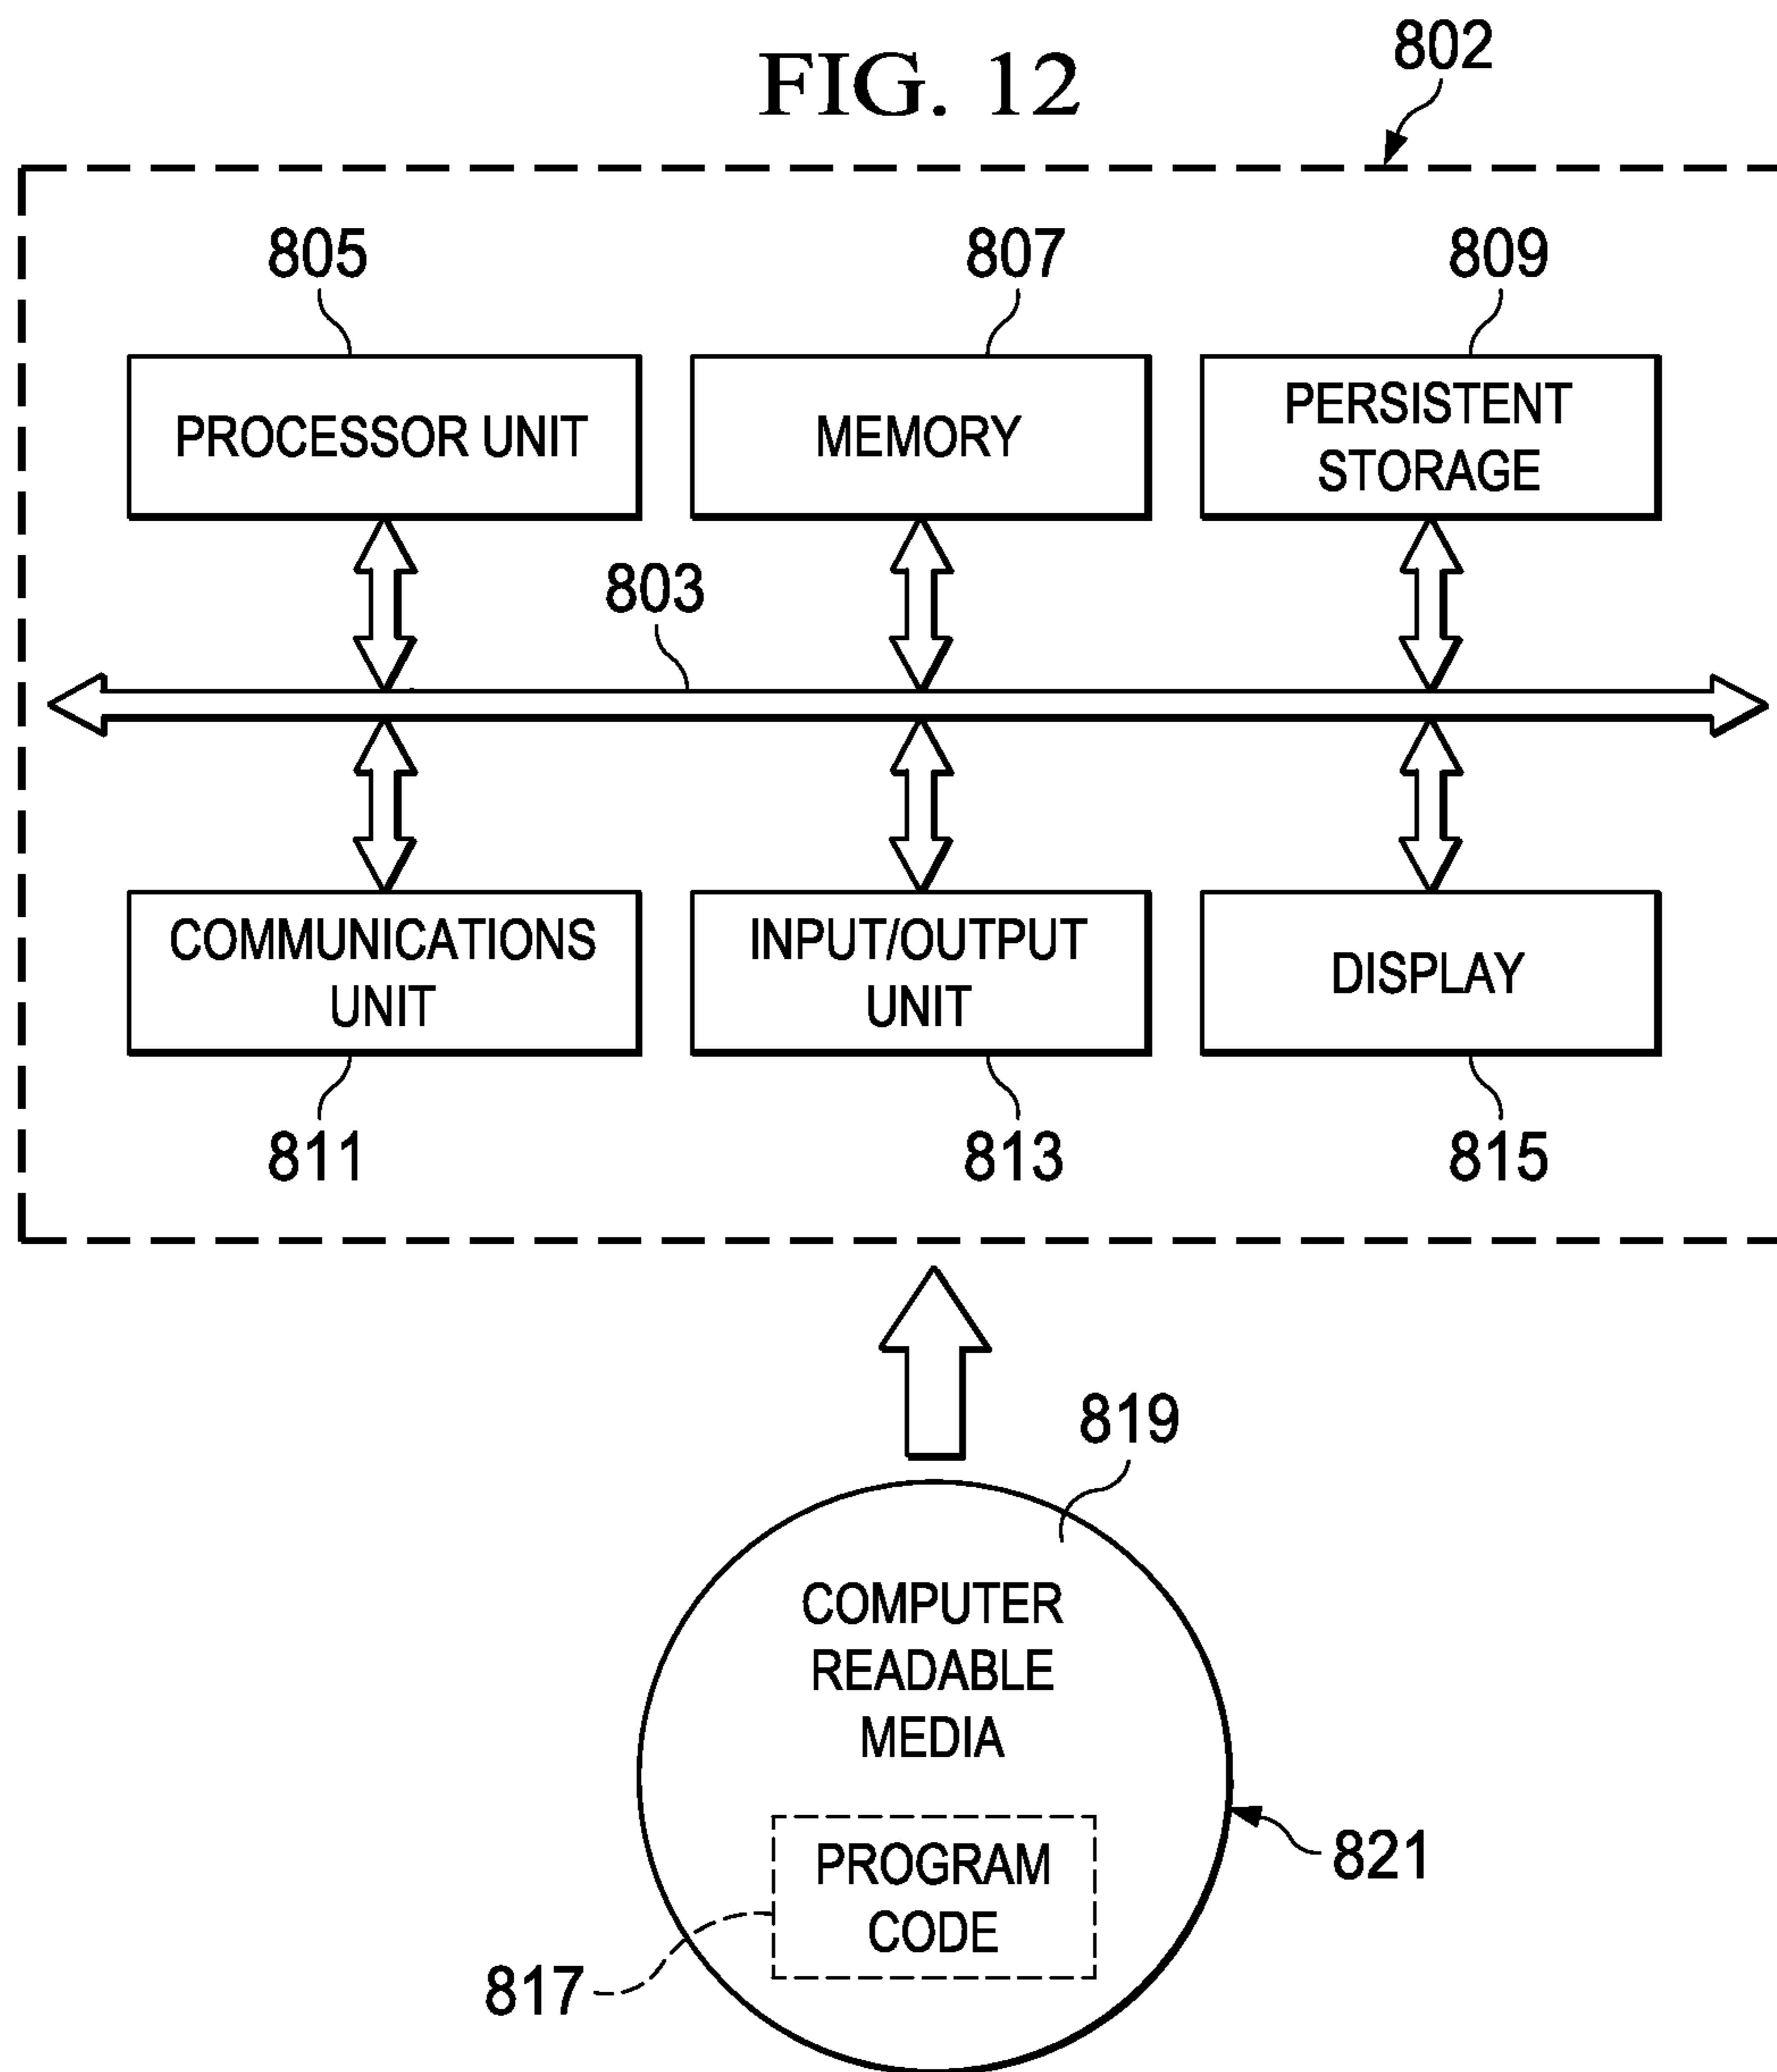 FIG. 12
802
805
807
809
PROCESSOR UNIT
MEMORY
PERSISTENT
STORAGE
803
COMMUNICATIONS
UNIT
INPUT/OUTPUT
UNIT
DISPLAY
811
813
815
819
COMPUTER
READABLE
MEDIA
821
PROGRAM
CODE
817